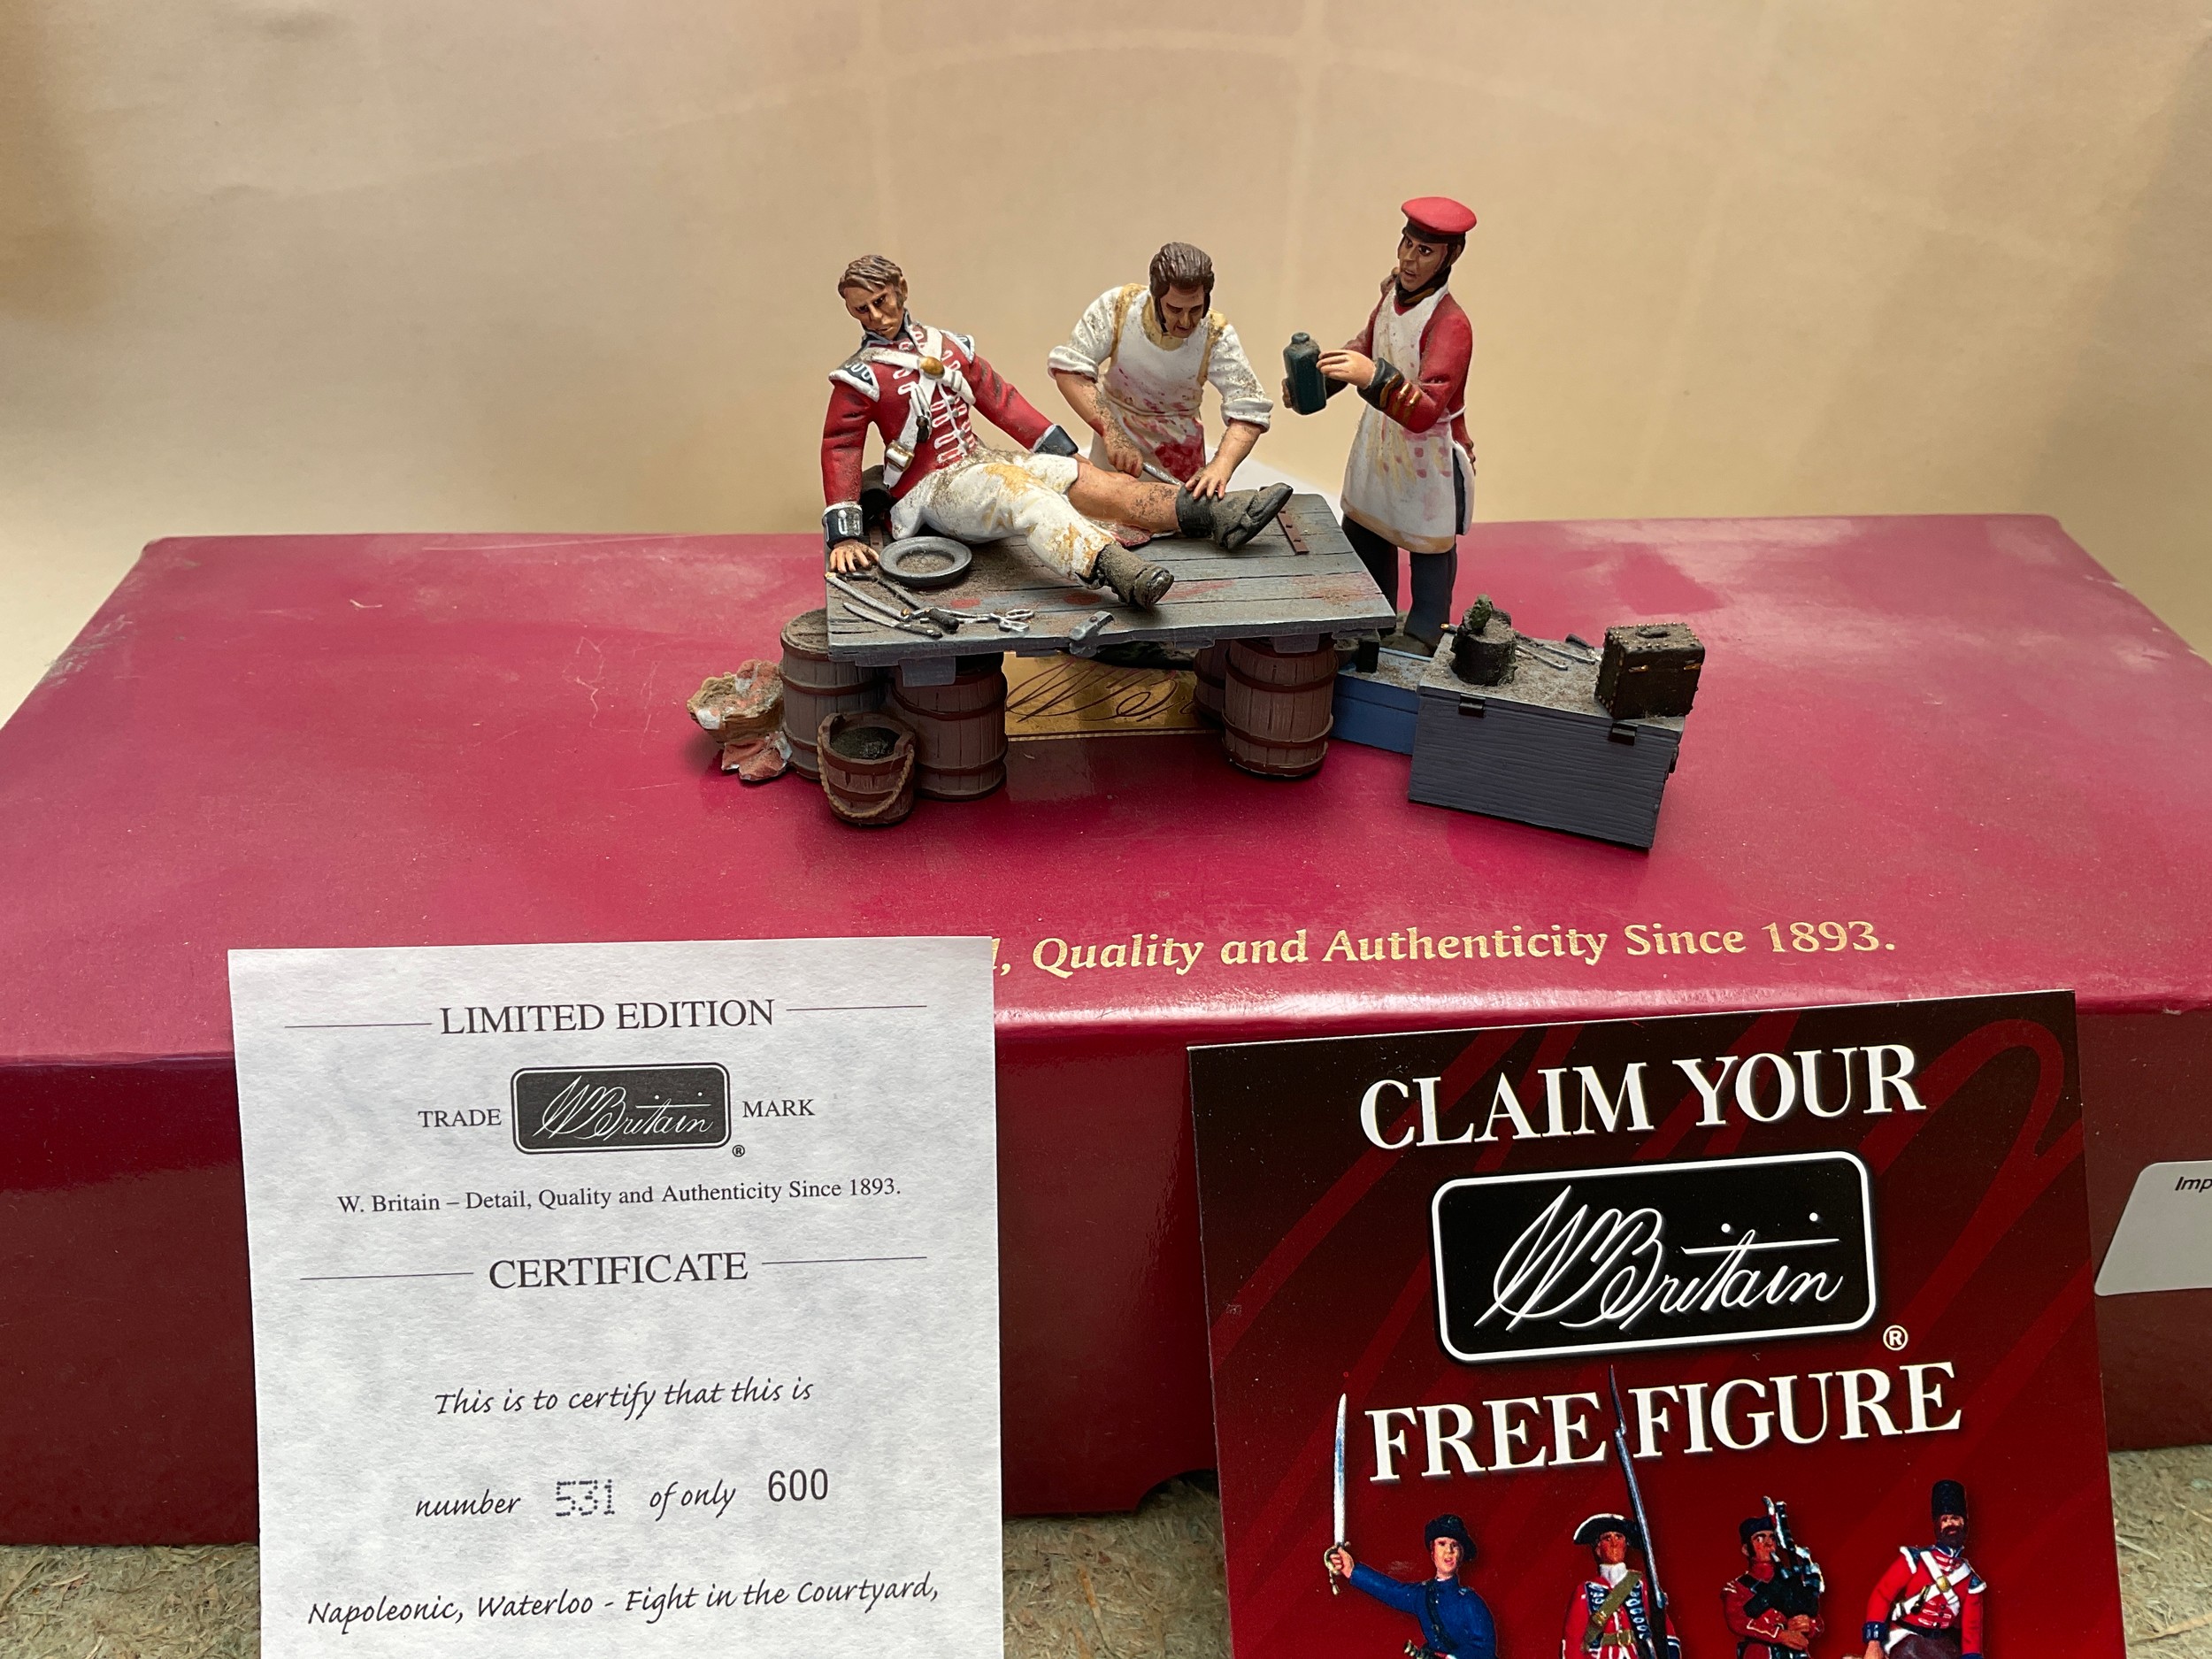 , Quality and Authenticity Since 1893.
LIMITED EDITION
TRADE WBritain MARK
®
W. Britain – Detail, Quality and Authenticity Since 1893.
CERTIFICATE
This is to certify that this is
number 531 of only 600
Napoleonic, Waterloo - Fight in the Courtyard,
CLAIM YOUR
WBritain
®
FREE FIGURE
Imp